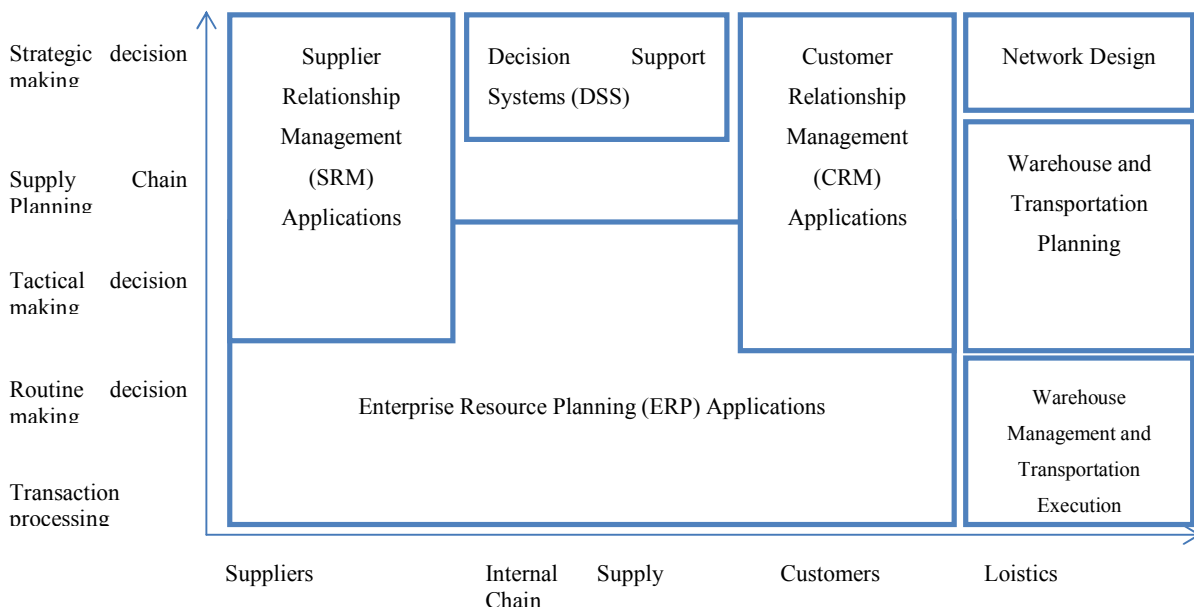 Strategic decision
making
Supply Chain
Planning
Tactical decision
making
Routine decision
making
Transaction
processing
Supplier
Relationship
Management
(SRM)
Applications
Decision Support
Systems (DSS)
Customer
Relationship
Management
(CRM)
Applications
Network Design
Warehouse and
Transportation
Planning
Enterprise Resource Planning (ERP) Applications
Warehouse
Management and
Transportation
Execution
Suppliers
Internal Supply
Chain
Customers
Loistics